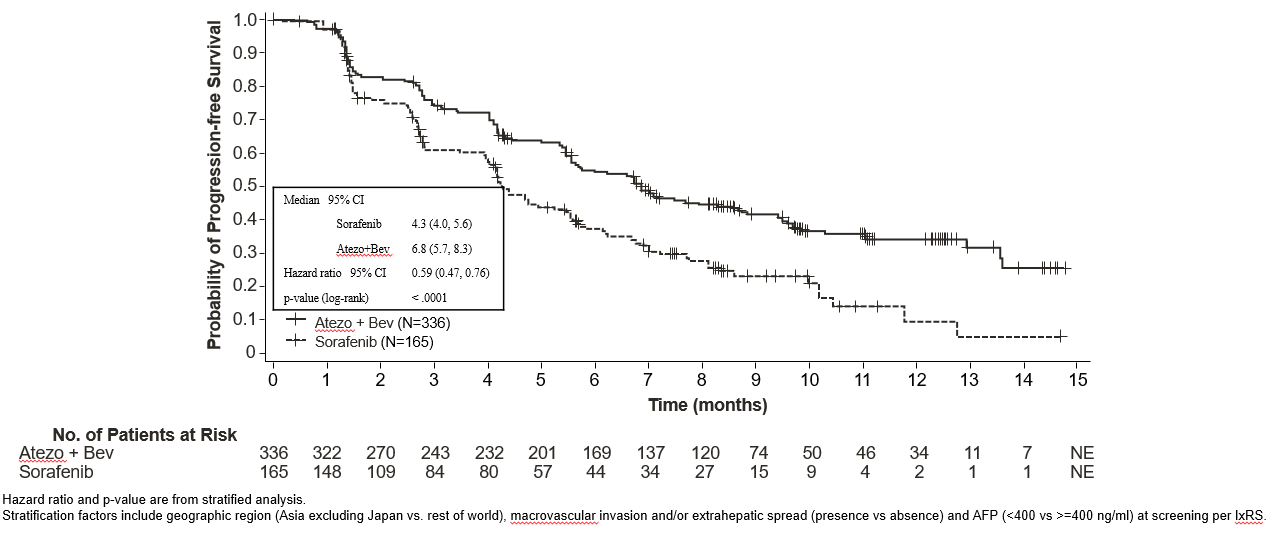 Probability of Progression-free Survival
1.0
0.9
0.8
0.7
0.6
0.5
0.4
0.3
0.2
0.1
0
Median 95% CI
Sorafenib 4.3 (4.0, 5.6)
Atezo+Bev 6.8 (5.7, 8.3)
Hazard ratio 95% CI 0.59 (0.47, 0.76)
p-value (log-rank) < .0001
Atezo + Bev (N=336)
Sorafenib (N=165)
0 1 2 3 4 5 6 7 8 9 10 11 12 13 14 15
Time (months)
No. of Patients at Risk
Atezo + Bev 336 322 270 243 232 201 169 137 120 74 50 46 34 11 7 NE
Sorafenib 165 148 109 84 80 57 44 34 27 15 9 4 2 1 1 NE
Hazard ratio and p-value are from stratified analysis.
Stratification factors include geographic region (Asia excluding Japan vs. rest of world), macrovascular invasion and/or extrahepatic spread (presence vs absence) and AFP (<400 vs >=400 ng/ml) at screening per IxRS.